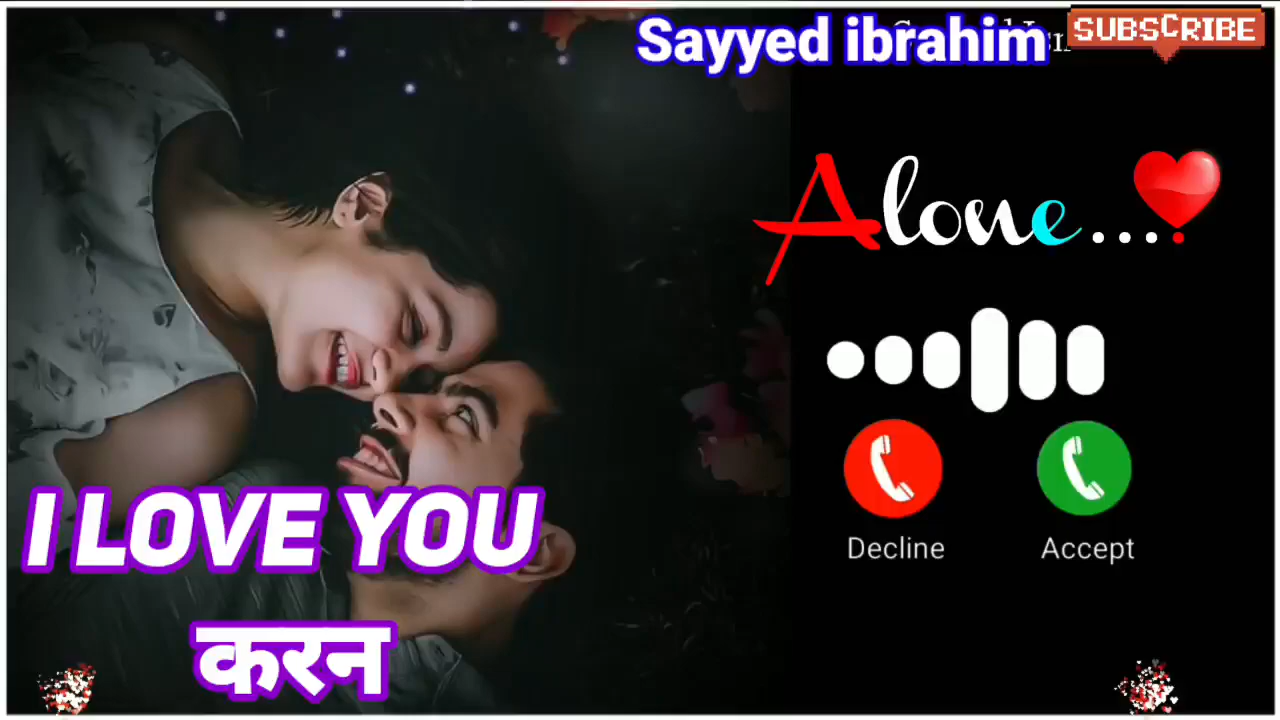 Sayyed ibrahim
SUBSCRIBE
Alone....
Decline
Accept
I LOVE YOU
करन